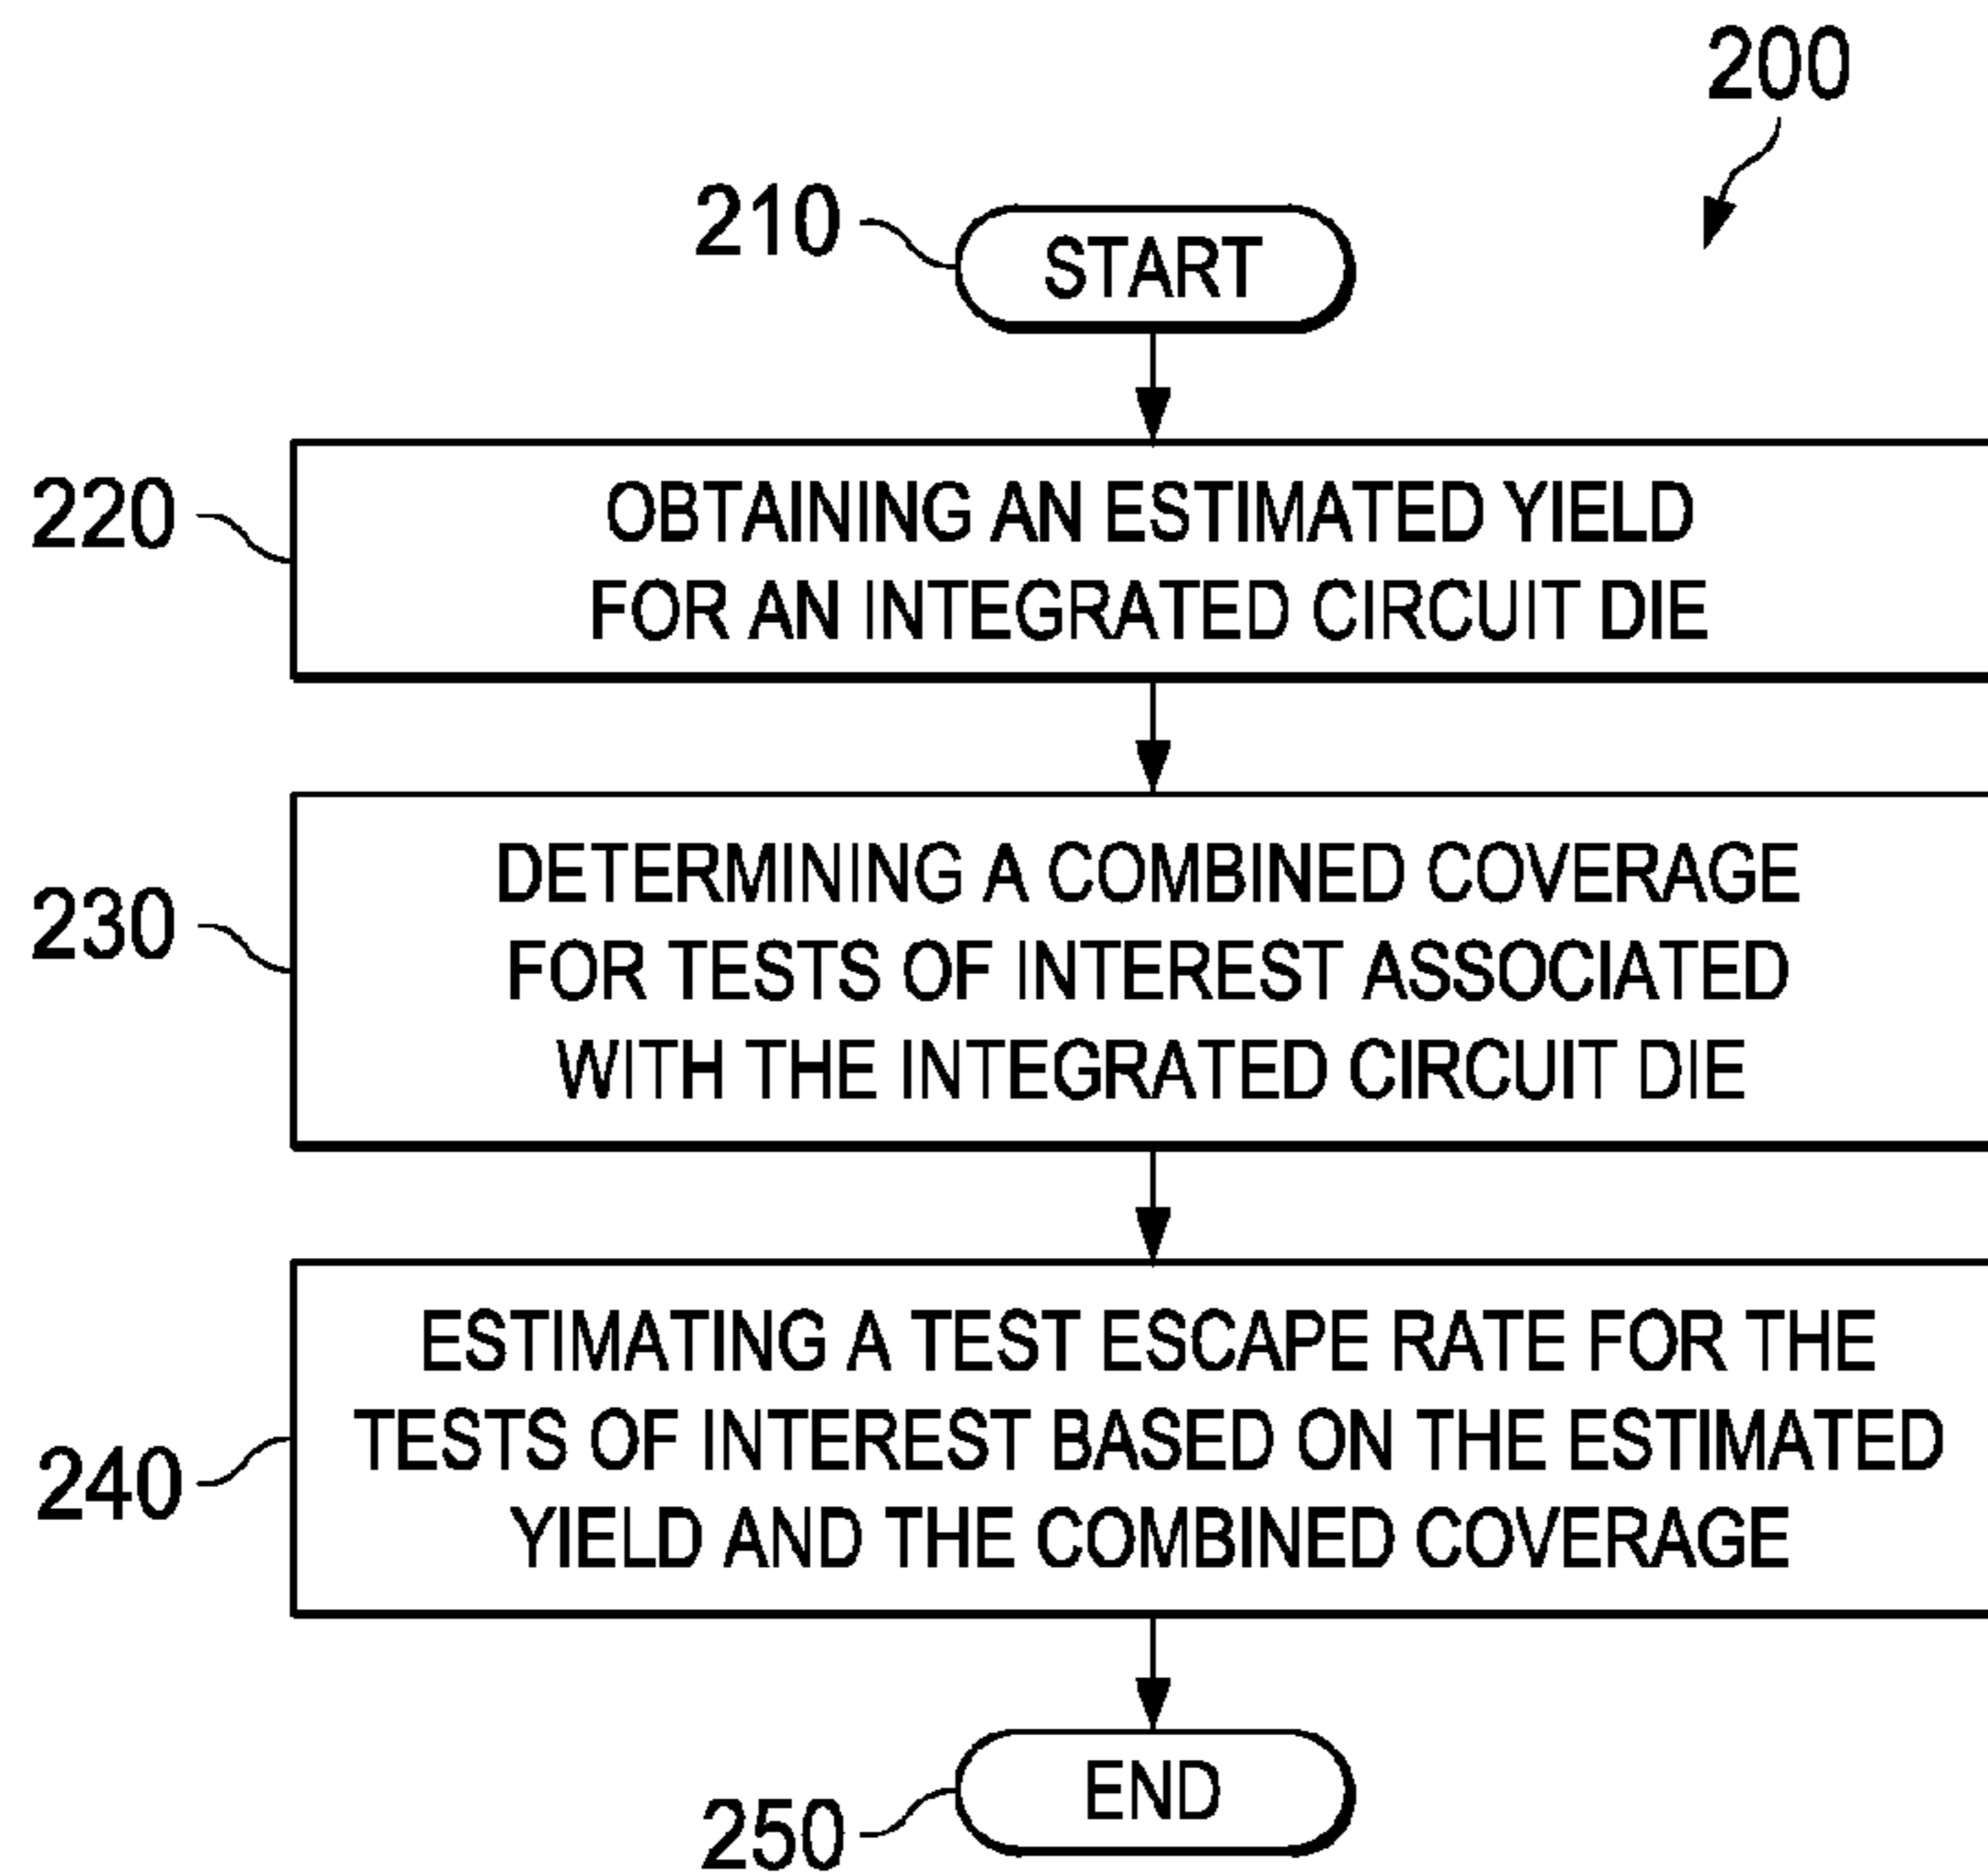 200
210
START
220
OBTAINING AN ESTIMATED YIELD
FOR AN INTEGRATED CIRCUIT DIE
230
DETERMINING A COMBINED COVERAGE
FOR TESTS OF INTEREST ASSOCIATED
WITH THE INTEGRATED CIRCUIT DIE
240
ESTIMATING A TEST ESCAPE RATE FOR THE
TESTS OF INTEREST BASED ON THE ESTIMATED
YIELD AND THE COMBINED COVERAGE
250
END